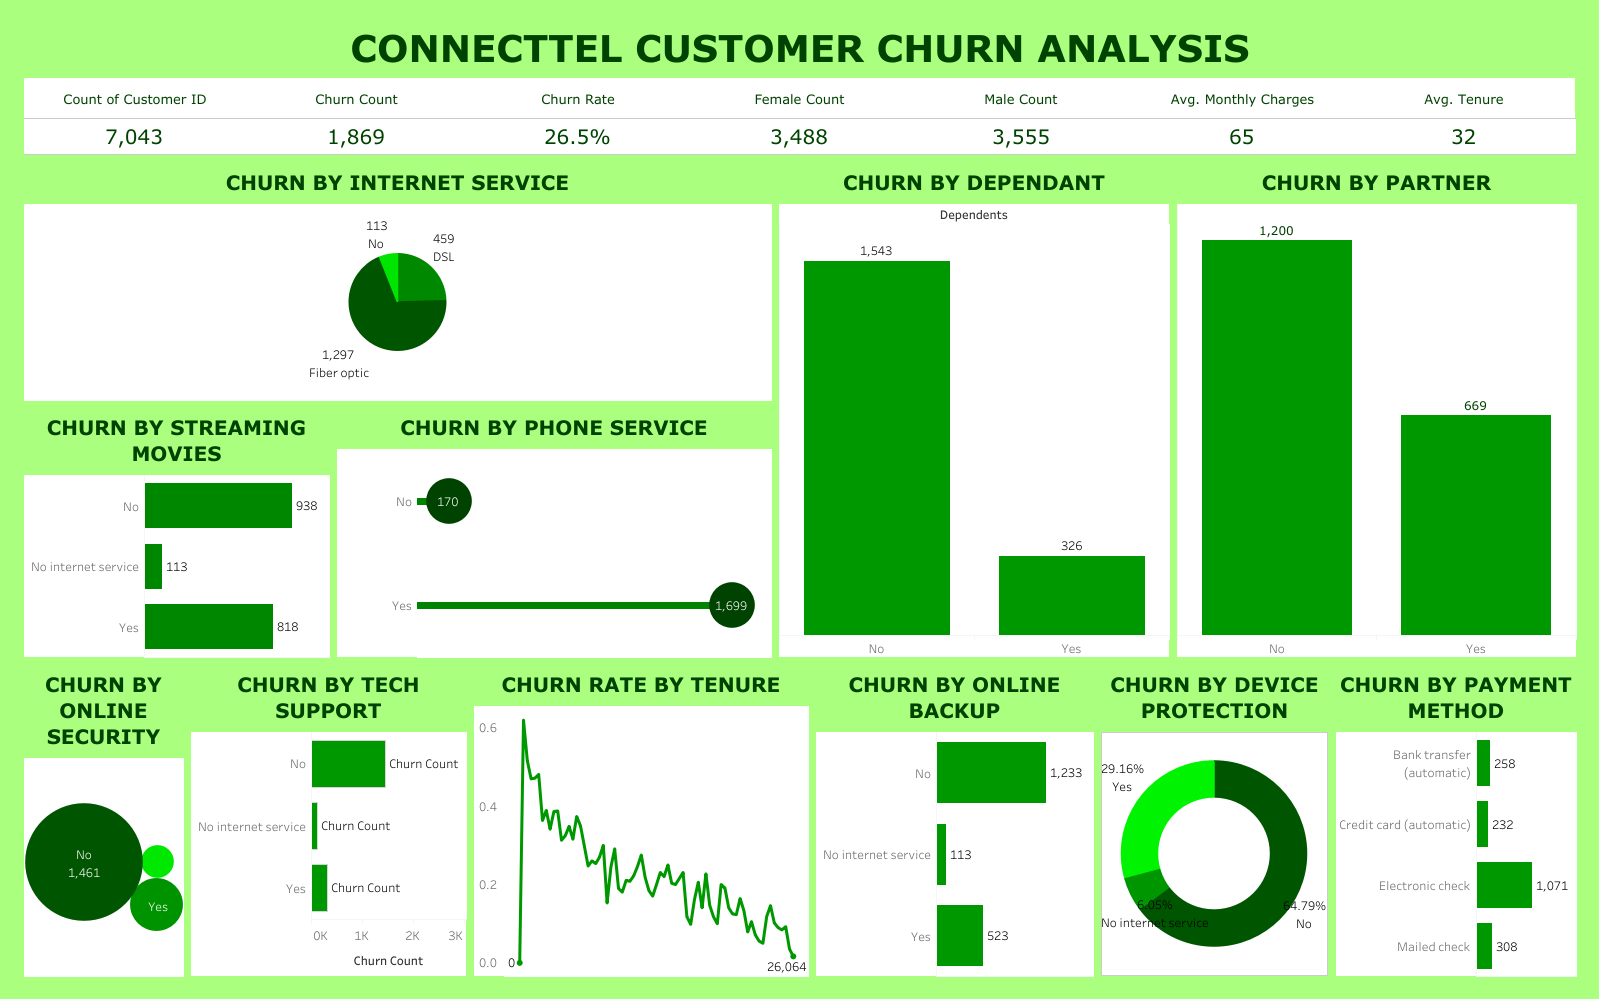 CONNECTTEL CUSTOMER CHURN ANALYSIS
Count of Customer ID Churn Count Churn Rate Female Count Male Count Avg. Monthly Charges Avg. Tenure
7,043 1,869 26.5% 3,488 3,555 65 32
CHURN BY INTERNET SERVICE
113
No
459
DSL
1,297
Fiber optic
CHURN BY DEPENDANT
Dependents
1,543
326
No Yes
CHURN BY PARTNER
1,200
669
No Yes
CHURN BY STREAMING
MOVIES
No 938
No internet service 113
Yes 818
CHURN BY PHONE SERVICE
No 170
Yes 1,699
CHURN BY
ONLINE
SECURITY
No
1,461
Yes
CHURN BY TECH
SUPPORT
No Churn Count
No internet service Churn Count
Yes Churn Count
0K 1K 2K 3K
Churn Count
CHURN RATE BY TENURE
0.6
0.4
0.2
0.0 0
26,064
CHURN BY ONLINE
BACKUP
No 1,233
No internet service 113
Yes 523
CHURN BY DEVICE
PROTECTION
29.16%
Yes
6.05%
No internet service
64.79%
No
CHURN BY PAYMENT
METHOD
Bank transfer
(automatic) 258
Credit card (automatic) 232
Electronic check 1,071
Mailed check 308